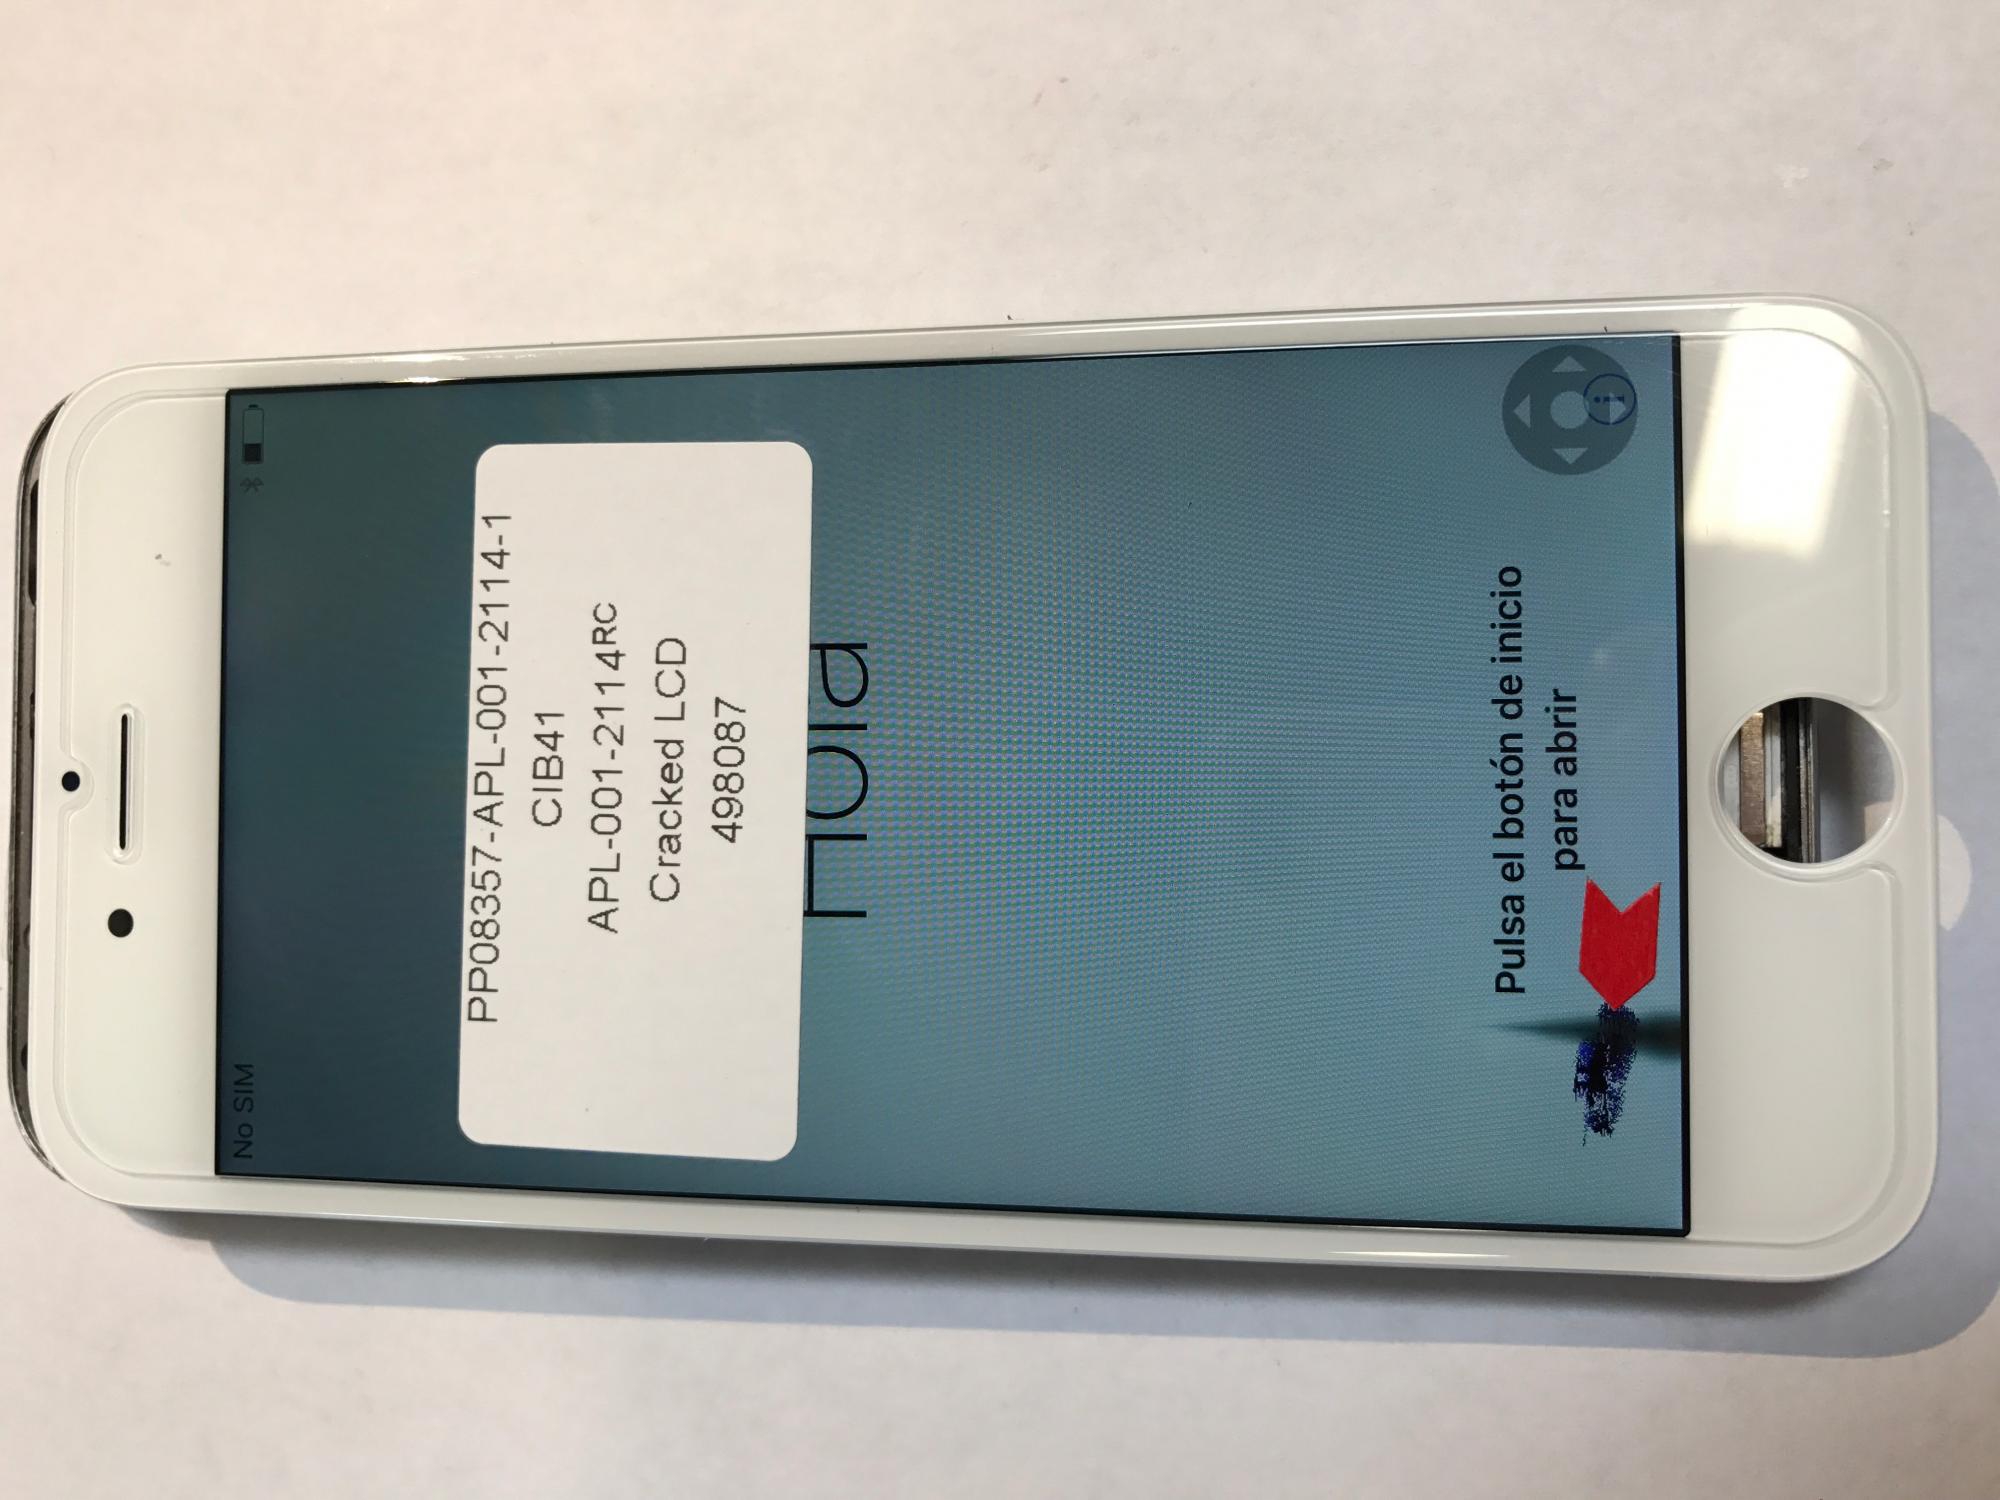 No SIM
PP08357-APL-001-2114-1
CIB41
APL-001-2114RC
Cracked LCD
498087
Hola
Pulsa el botón de inicio
para abrir
i